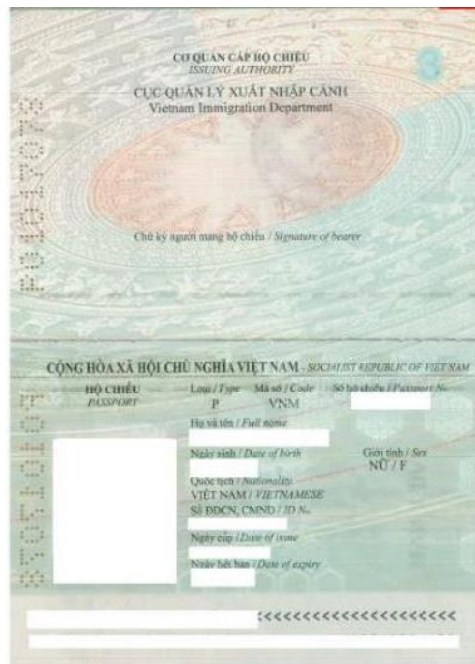 CƠ QUAN CẤP HỘ CHIẾU
ISSUING AUTHORITY
CỤC QUẢN LÝ XUẤT NHẬP CẢNH
Vietnam Immigration Department
3
Chữ ký người mang hộ chiếu / Signature of bearer
CỘNG HÒA XÃ HỘI CHỦ NGHĨA VIỆT NAM - SOCIALIST REPUBLIC OF VIET NAM
HỘ CHIẾU Loại / Type Mã số / Code Số hộ chiếu / Passport No
PASSPORT P VNM
Họ và tên / Full name
Ngày sinh / Date of birth Giới tính / Sex
NỮ / F
Quốc tịch / Nationality
VIỆT NAM / VIETNAMESE
Số ĐDCN, CMND / ID No
Ngày cấp / Date of issue
Ngày hết hạn / Date of expiry
<<<<<<<<<<<<<<<<<<<<<<<